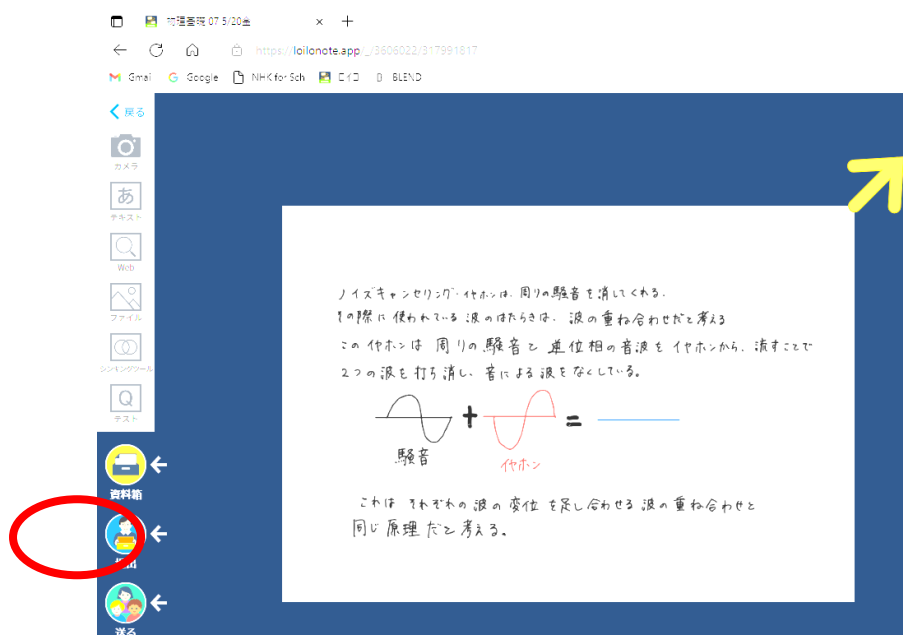 物理基礎 07 5/20金
https://loilonote.app/_/3606022/317991817
Gmai Google NHK for Sch ロイロ BLEND
戻る
カメラ
あ
テキスト
Web
ファイル
シンキングツール
Q
テスト
資料箱
提出
送る
ノイズキャンセリング・イヤホンは、周りの騒音を消してくれる.
その際に使われている波のはたらきは、波の重ね合わせだと考える
このイヤホンは周りの騒音と単位相の音波をイヤホンから、流すことで
2つの波を打ち消し、音による波をなくしている。
+ =
騒音 イヤホン
これは それぞれの波の変位を足し合わせる波の重ね合わせと
同じ原理だと考える。